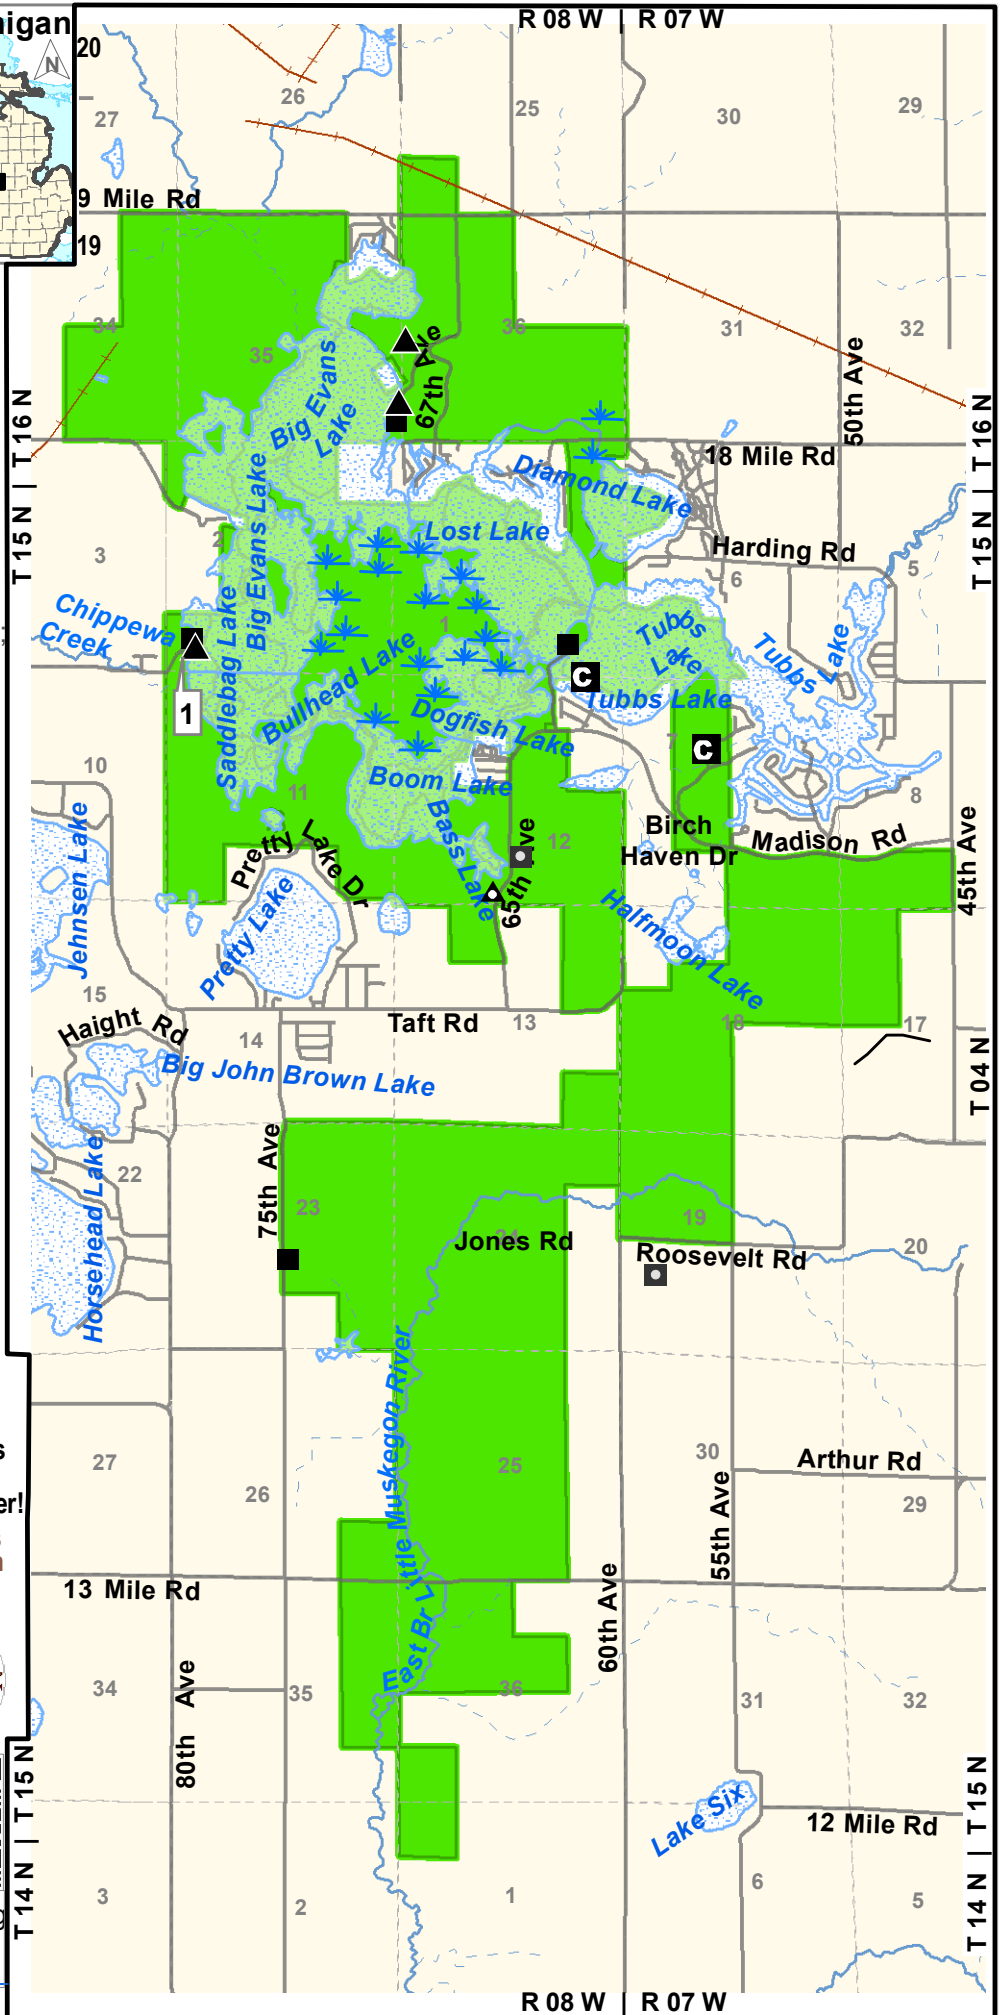 R 08 W | R 07 W
higan
N
20
26
27
25
30
29
9 Mile Rd
19
34
35
36
31
32
67th Ave
Big Evans
Lake
50th Ave
T 15 N | T 16 N
T 15 N | T 16 N
18 Mile Rd
Diamond Lake
Lost Lake
Big Evans Lake
3
2
Harding Rd
6
5
Chippewa
Creek
Saddlebag Lake
1
Tubbs
Lake
Tubbs
Lake
C
Tubbs Lake
1
Bullhead Lake
Dogfish Lake
7
C
10
11
Boom Lake
8
Jehnsen Lake
Bass Lake
12
Birch
Haven Dr
Madison Rd
45th Ave
Pretty
Lake Dr
Pretty Lake
65th Ave
Halfmoon Lake
15
Haight Rd
14
Taft Rd
13
18
17
Big John Brown Lake
T 04 N
22
75th Ave
23
Horsehead Lake
24
Jones Rd
19
Roosevelt Rd
20
East Br Little Muskegon River
s
er!
27
26
25
30
Arthur Rd
29
55th Ave
13 Mile Rd
60th Ave
34
80th Ave
35
36
31
32
T 14 N | T 15 N
T 14 N | T 15 N
Lake Six
12 Mile Rd
3
2
1
6
5
R 08 W | R 07 W